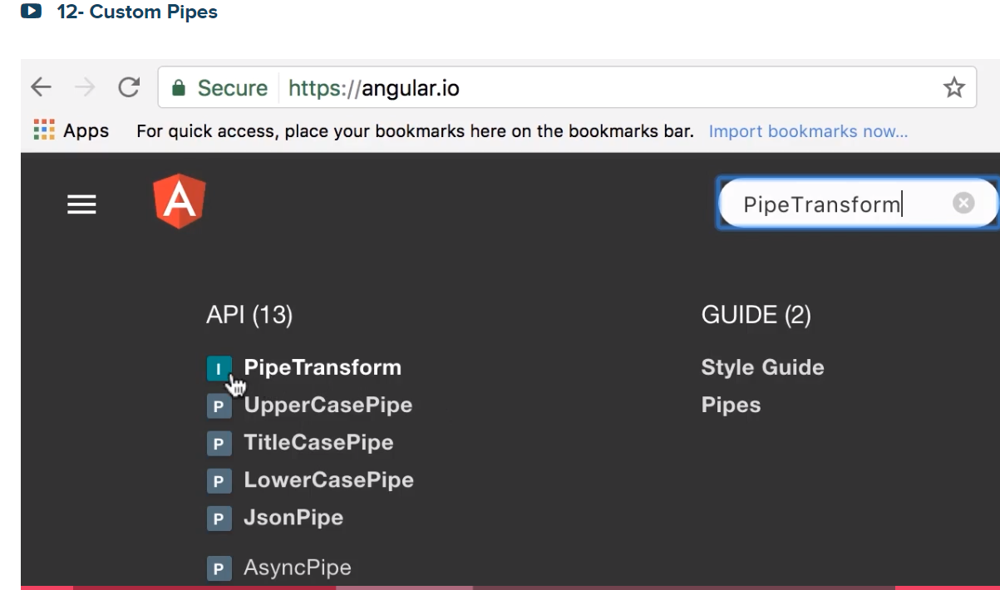 12- Custom Pipes
Secure https://angular.io
Apps For quick access, place your bookmarks here on the bookmarks bar. Import bookmarks now...
A PipeTransform
API (13)
I PipeTransform
P UpperCasePipe
P TitleCasePipe
P LowerCasePipe
P JsonPipe
P AsyncPipe
GUIDE (2)
Style Guide
Pipes